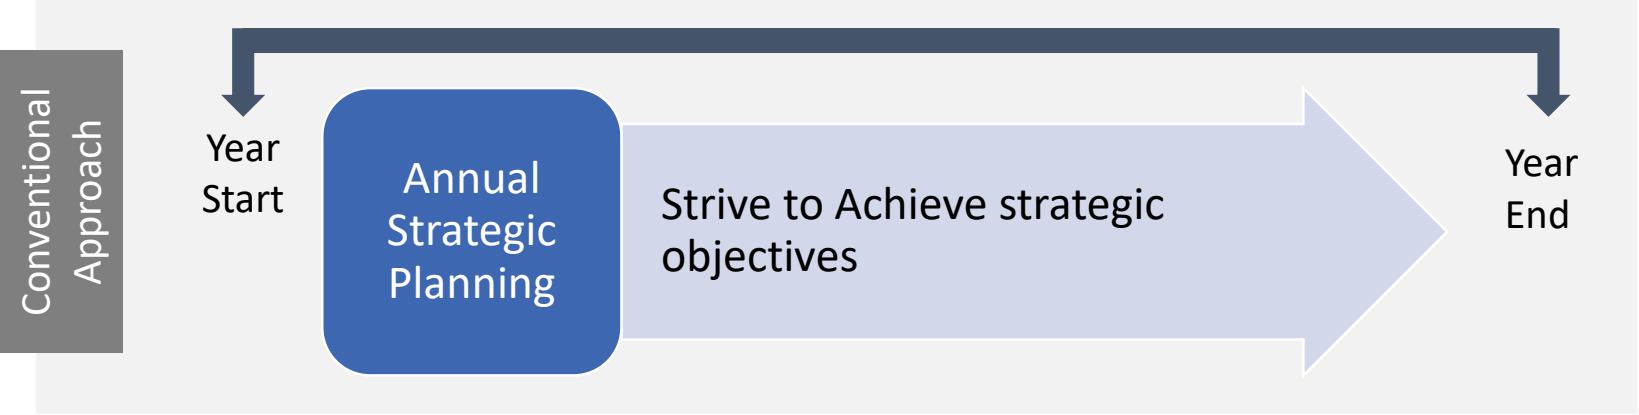 Conventional
Approach
Year
Start
Annual
Strategic
Planning
Strive to Achieve strategic
objectives
Year
End